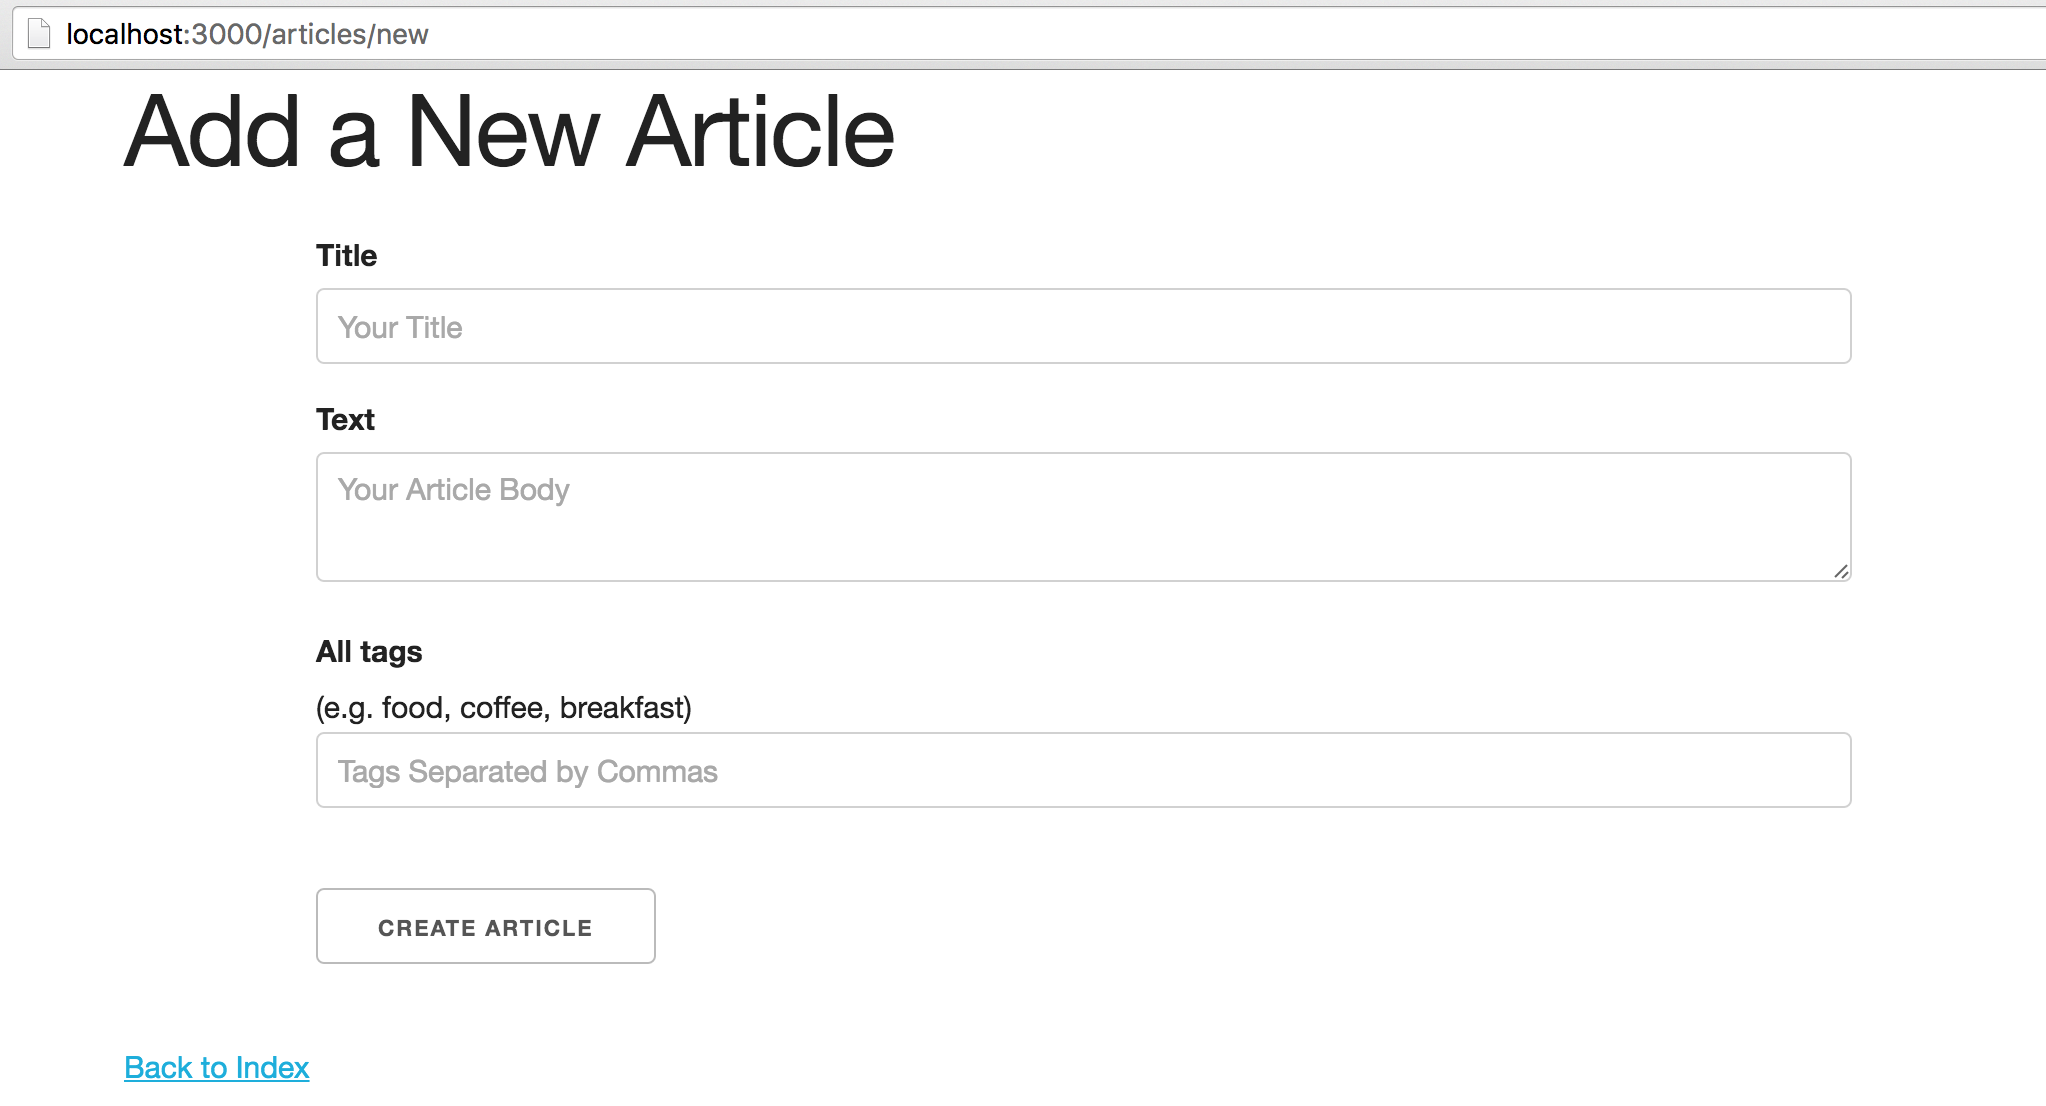 localhost:3000/articles/new
Add a New Article
Title
Your Title
Text
Your Article Body
All tags
(e.g. food, coffee, breakfast)
Tags Separated by Commas
CREATE ARTICLE
Back to Index